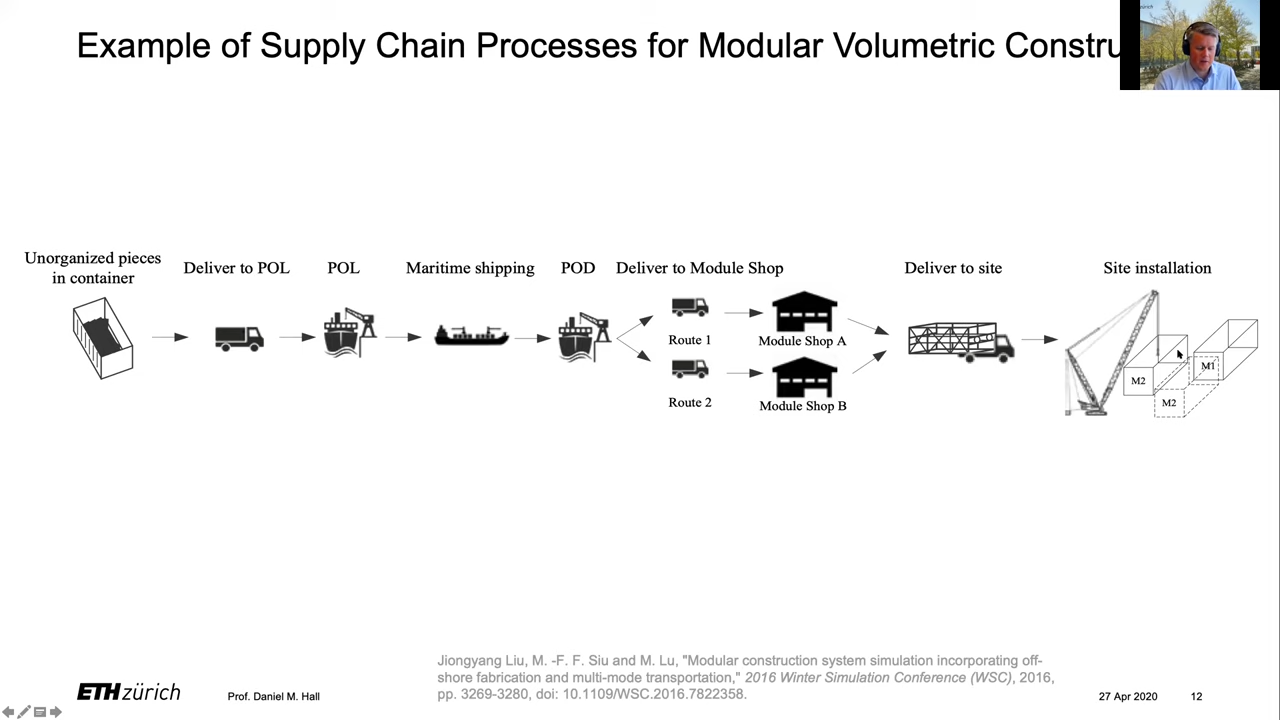 Example of Supply Chain Processes for Modular Volumetric Constru
Unorganized pieces
in container
Deliver to POL
POL
Maritime shipping
POD
Deliver to Module Shop
Deliver to site
Site installation
Route 1
Module Shop A
Route 2
Module Shop B
M2
M1
M2
Jiongyang Liu, M. -F. F. Siu and M. Lu, "Modular construction system simulation incorporating off-
shore fabrication and multi-mode transportation," 2016 Winter Simulation Conference (WSC), 2016,
pp. 3269-3280, doi: 10.1109/WSC.2016.7822358.
ETH zürich
Prof. Daniel M. Hall
27 Apr 2020
12